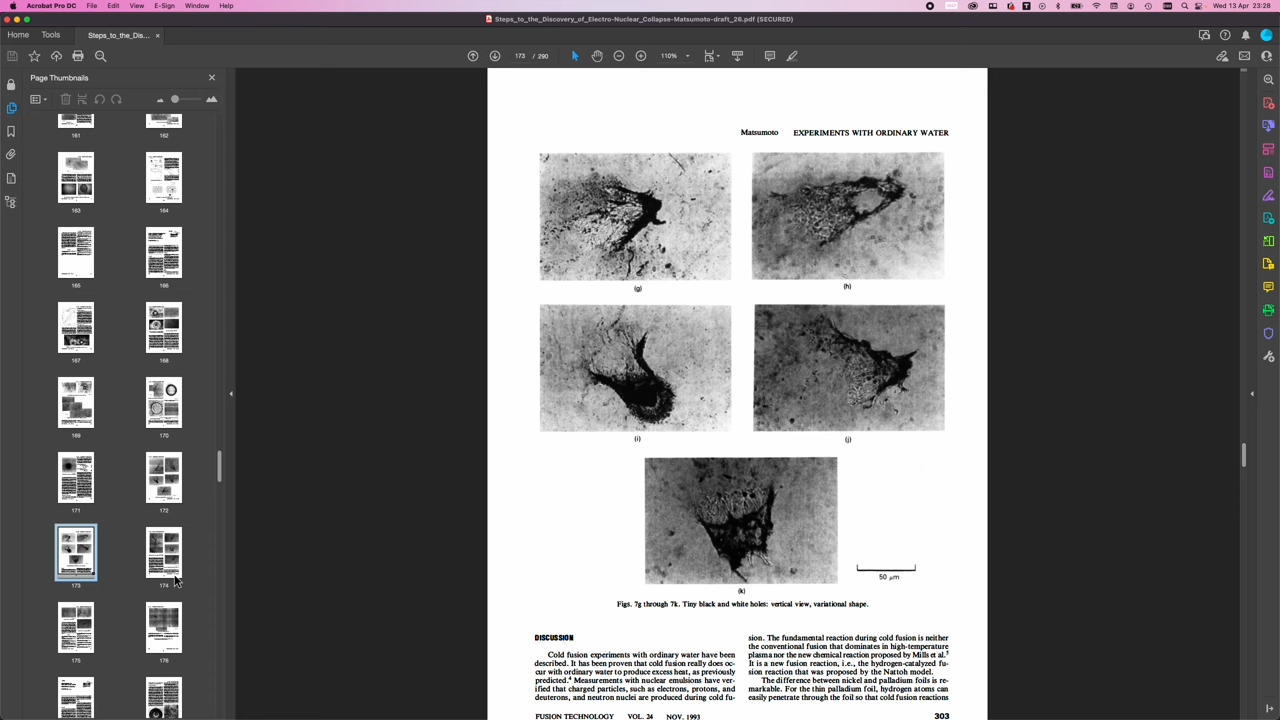 Acrobat Pro DC File Edit View E-Sign Window Help
Wed 13 Apr 23:28
Steps_to_the_Discovery_of_Electro-Nuclear_Collapse-Matsumoto-draft_26.pdf (SECURED)
Home Tools Steps_to_the_Dis... ×
173 / 290
110%
Page Thumbnails
161 162
163 164
165 166
167 168
169 170
171 172
173 174
175 176
Matsumoto EXPERIMENTS WITH ORDINARY WATER
(g) (h)
(i) (j)
50 μm
(k)
Figs. 7g through 7k. Tiny black and white holes: vertical view, variational shape.
DISCUSSION
Cold fusion experiments with ordinary water have been
described. It has been proven that cold fusion really does oc-
cur with ordinary water to produce excess heat, as previously
predicted.⁴ Measurements with nuclear emulsions have ver-
ified that charged particles, such as electrons, protons, and
deuterons, and neutron nuclei are produced during cold fu-
sion. The fundamental reaction during cold fusion is neither
the conventional fusion that dominates in high-temperature
plasma nor the new chemical reaction proposed by Mills et al.⁵
It is a new fusion reaction, i.e., the hydrogen-catalyzed fu-
sion reaction that was proposed by the Nattoh model.
The difference between nickel and palladium foils is re-
markable. For the thin palladium foil, hydrogen atoms can
easily penetrate through the foil so that cold fusion reactions
FUSION TECHNOLOGY VOL. 24 NOV. 1993 303